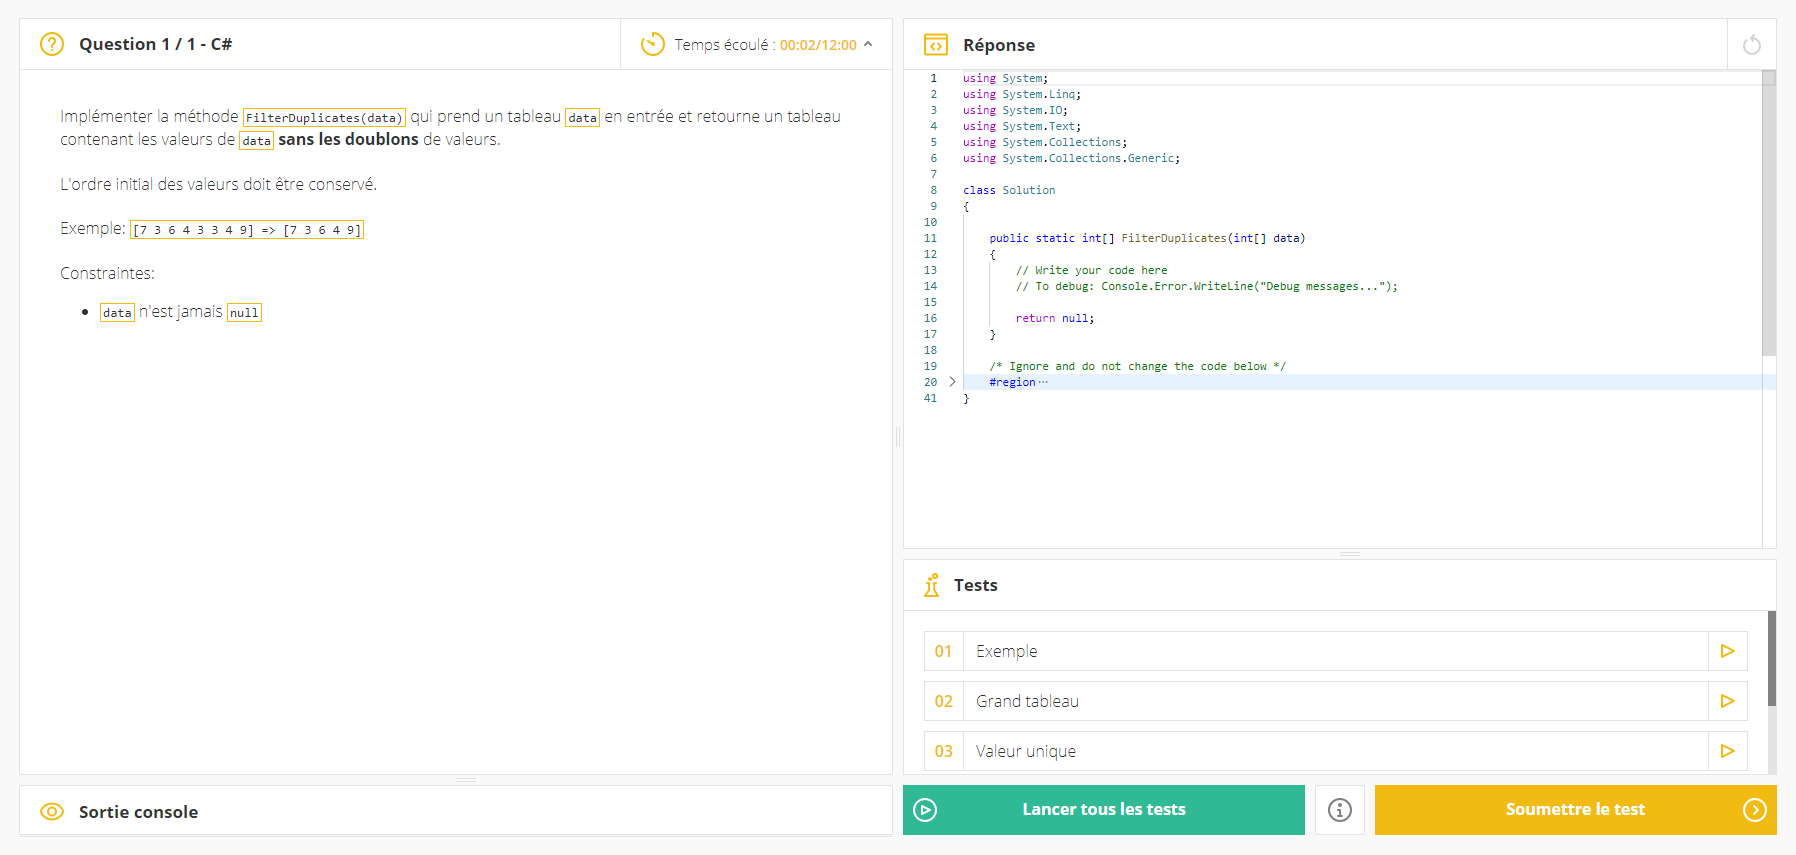 Question 1 / 1 - C#
Temps écoulé : 00:02/12:00
Implémenter la méthode FilterDuplicates(data) qui prend un tableau data en entrée et retourne un tableau
contenant les valeurs de data sans les doublons de valeurs.
L'ordre initial des valeurs doit être conservé.
Exemple: [7 3 6 4 3 3 4 9] => [7 3 6 4 9]
Constraintes:
• data n'est jamais null
Sortie console
Réponse
1 using System;
2 using System.Linq;
3 using System.IO;
4 using System.Text;
5 using System.Collections;
6 using System.Collections.Generic;
7
8 class Solution
9 {
10
11 public static int[] FilterDuplicates(int[] data)
12 {
13 // Write your code here
14 // To debug: Console.Error.WriteLine("Debug messages...");
15
16 return null;
17 }
18
19 /* Ignore and do not change the code below */
20 #region ...
41 }
Tests
01 Exemple
02 Grand tableau
03 Valeur unique
Lancer tous les tests
Soumettre le test